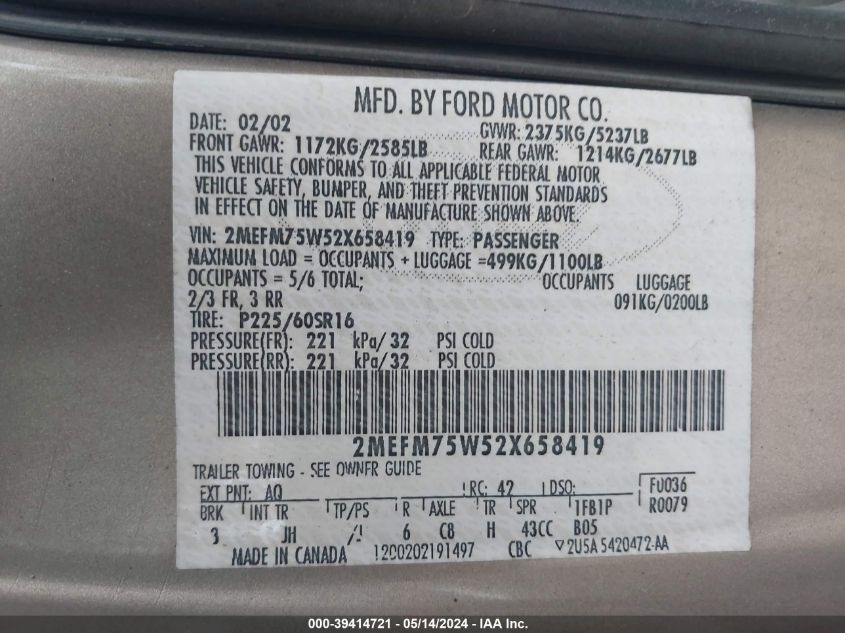 MFD. BY FORD MOTOR CO.
DATE: 02/02 GVWR: 2375KG/5237LB
FRONT GAWR: 1172KG/2585LB REAR GAWR: 1214KG/2677LB
THIS VEHICLE CONFORMS TO ALL APPLICABLE FEDERAL MOTOR
VEHICLE SAFETY, BUMPER, AND THEFT PREVENTION STANDARDS
IN EFFECT ON THE DATE OF MANUFACTURE SHOWN ABOVE.
VIN: 2MEFM75W52X658419 TYPE: PASSENGER
MAXIMUM LOAD = OCCUPANTS + LUGGAGE =499KG/1100LB
OCCUPANTS = 5/6 TOTAL; OCCUPANTS LUGGAGE
2/3 FR, 3 RR 091KG/0200LB
TIRE: P225/60SR16
PRESSURE(FR): 221 kPa/32 PSI COLD
PRESSURE(RR): 221 kPa/32 PSI COLD
2MEFM75W52X658419
TRAILER TOWING - SEE OWNER GUIDE
EXT PNT: AQ RC: 42 DSO: F0036
BRK INT TR TP/PS R AXLE TR SPR 1FB1P R0079
3 JH 6 C8 H 43CC B05
MADE IN CANADA 1200202191497 CBC 2U5A 5420472-AA
000-39414721 - 05/14/2024 - IAA Inc.